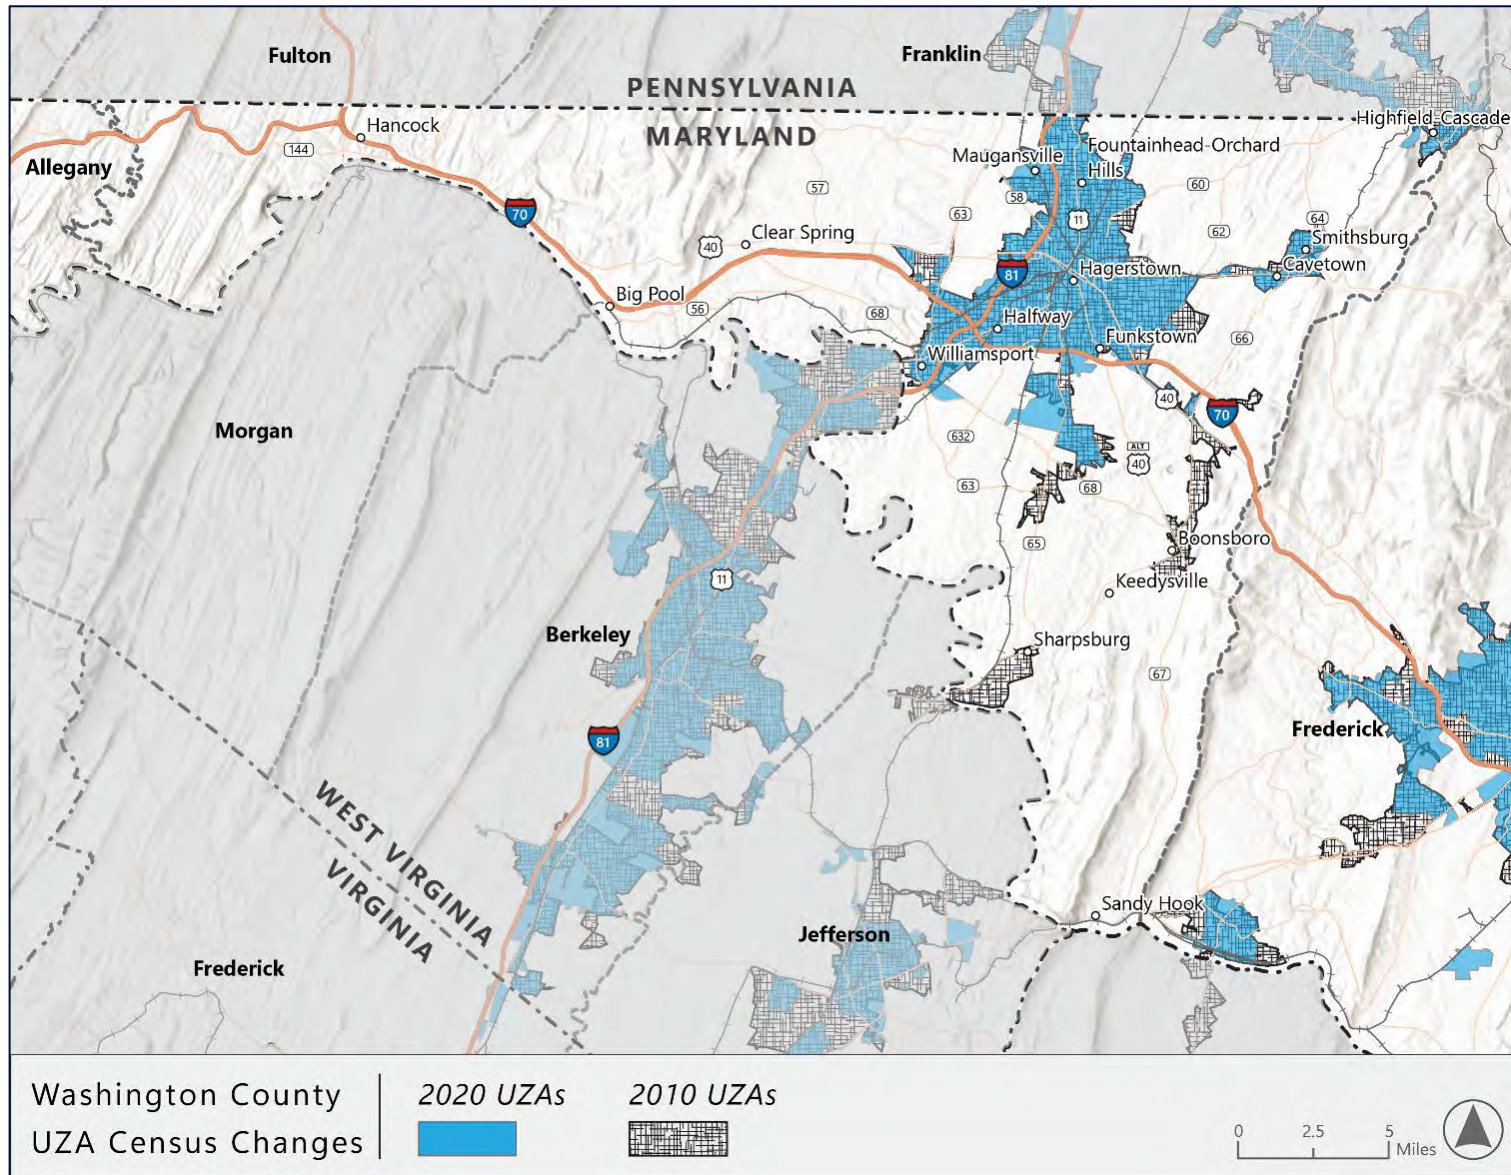 Fulton
Franklin
PENNSYLVANIA
MARYLAND
Hancock
Highfield-Cascade
144
Allegany
Maugansville
Fountainhead-Orchard
Hills
57
58
60
70
63
11
62
64
40
Clear Spring
Smithsburg
Cavetown
81
Hagerstown
Big Pool
56
68
Halfway
Funkstown
66
Williamsport
40
70
Morgan
632
ALT
40
63
68
65
Boonsboro
11
Keedysville
Berkeley
Sharpsburg
67
81
Frederick
WEST VIRGINIA
VIRGINIA
Sandy Hook
Jefferson
Frederick
Washington County
UZA Census Changes
2020 UZAs
2010 UZAs
0 2.5 5
Miles